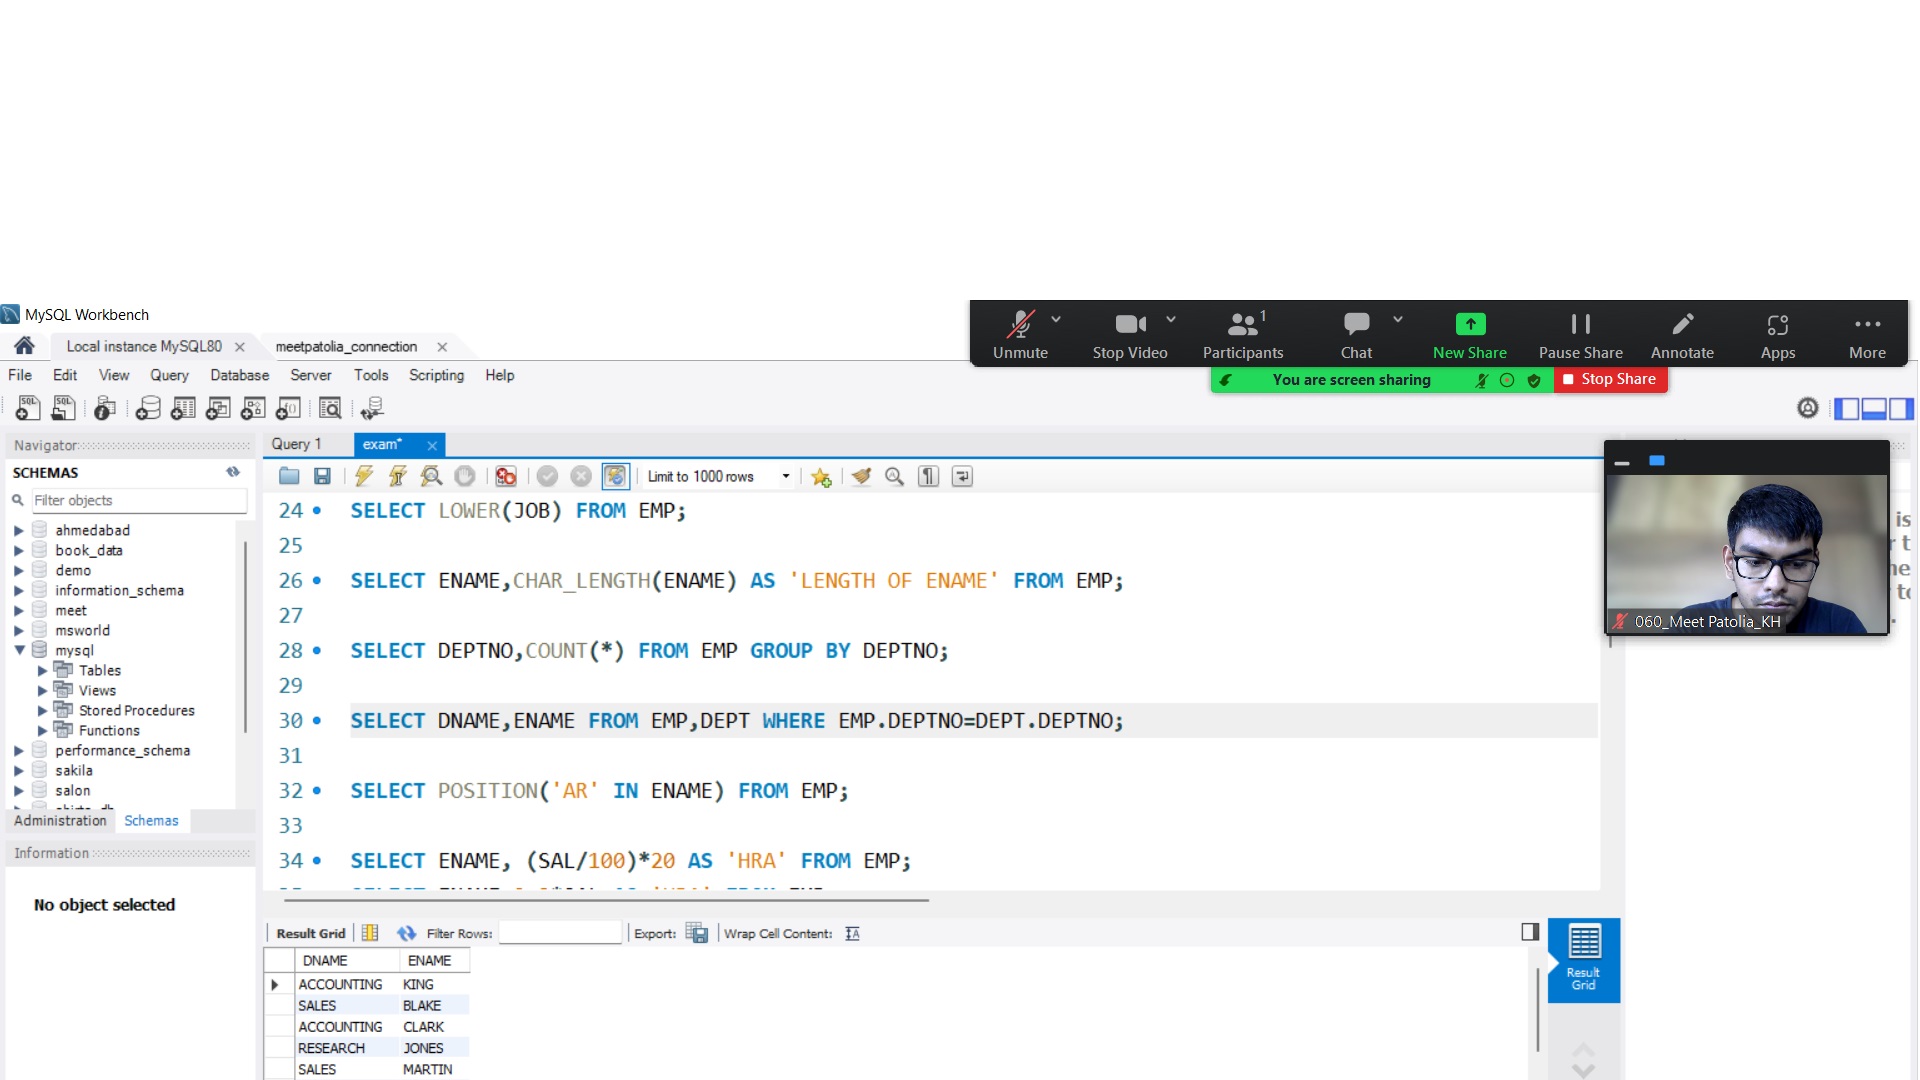 MySQL Workbench
Unmute
Stop Video
1
Participants
Chat
New Share
Pause Share
Annotate
Apps
More
You are screen sharing
Stop Share
Local instance MySQL80
meetpatolia_connection
File Edit View Query Database Server Tools Scripting Help
Navigator
SCHEMAS
Filter objects
ahmedabad
book_data
demo
information_schema
meet
msworld
mysql
Tables
Views
Stored Procedures
Functions
performance_schema
sakila
salon
Administration Schemas
Information
No object selected
Query 1
exam*
Limit to 1000 rows
24 SELECT LOWER(JOB) FROM EMP;
25
26 SELECT ENAME,CHAR_LENGTH(ENAME) AS 'LENGTH OF ENAME' FROM EMP;
27
28 SELECT DEPTNO,COUNT(*) FROM EMP GROUP BY DEPTNO;
29
30 SELECT DNAME,ENAME FROM EMP,DEPT WHERE EMP.DEPTNO=DEPT.DEPTNO;
31
32 SELECT POSITION('AR' IN ENAME) FROM EMP;
33
34 SELECT ENAME, (SAL/100)*20 AS 'HRA' FROM EMP;
060_Meet Patolia_KH
Result Grid
Filter Rows:
Export:
Wrap Cell Content:
DNAME ENAME
ACCOUNTING KING
SALES BLAKE
ACCOUNTING CLARK
RESEARCH JONES
SALES MARTIN
Result
Grid